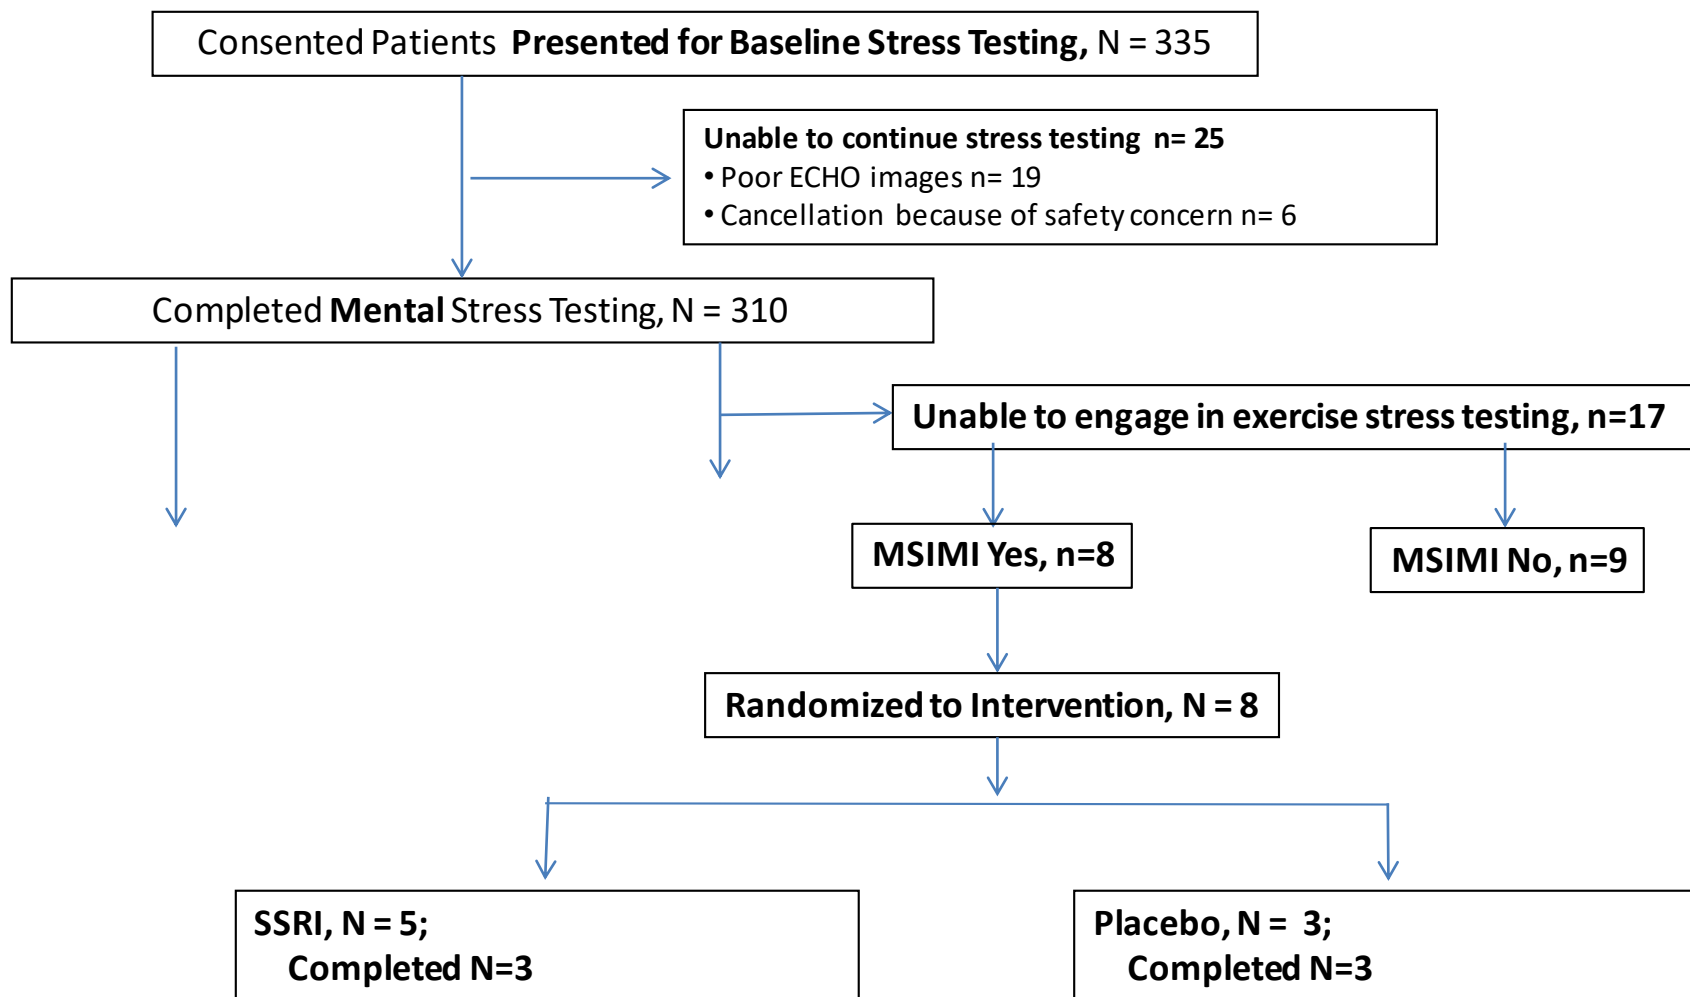 Consented Patients Presented for Baseline Stress Testing, N = 335
Unable to continue stress testing n= 25
• Poor ECHO images n= 19
• Cancellation because of safety concern n= 6
Completed Mental Stress Testing, N = 310
Unable to engage in exercise stress testing, n=17
MSIMI Yes, n=8
MSIMI No, n=9
Randomized to Intervention, N = 8
SSRI, N = 5;
Completed N=3
Placebo, N = 3;
Completed N=3